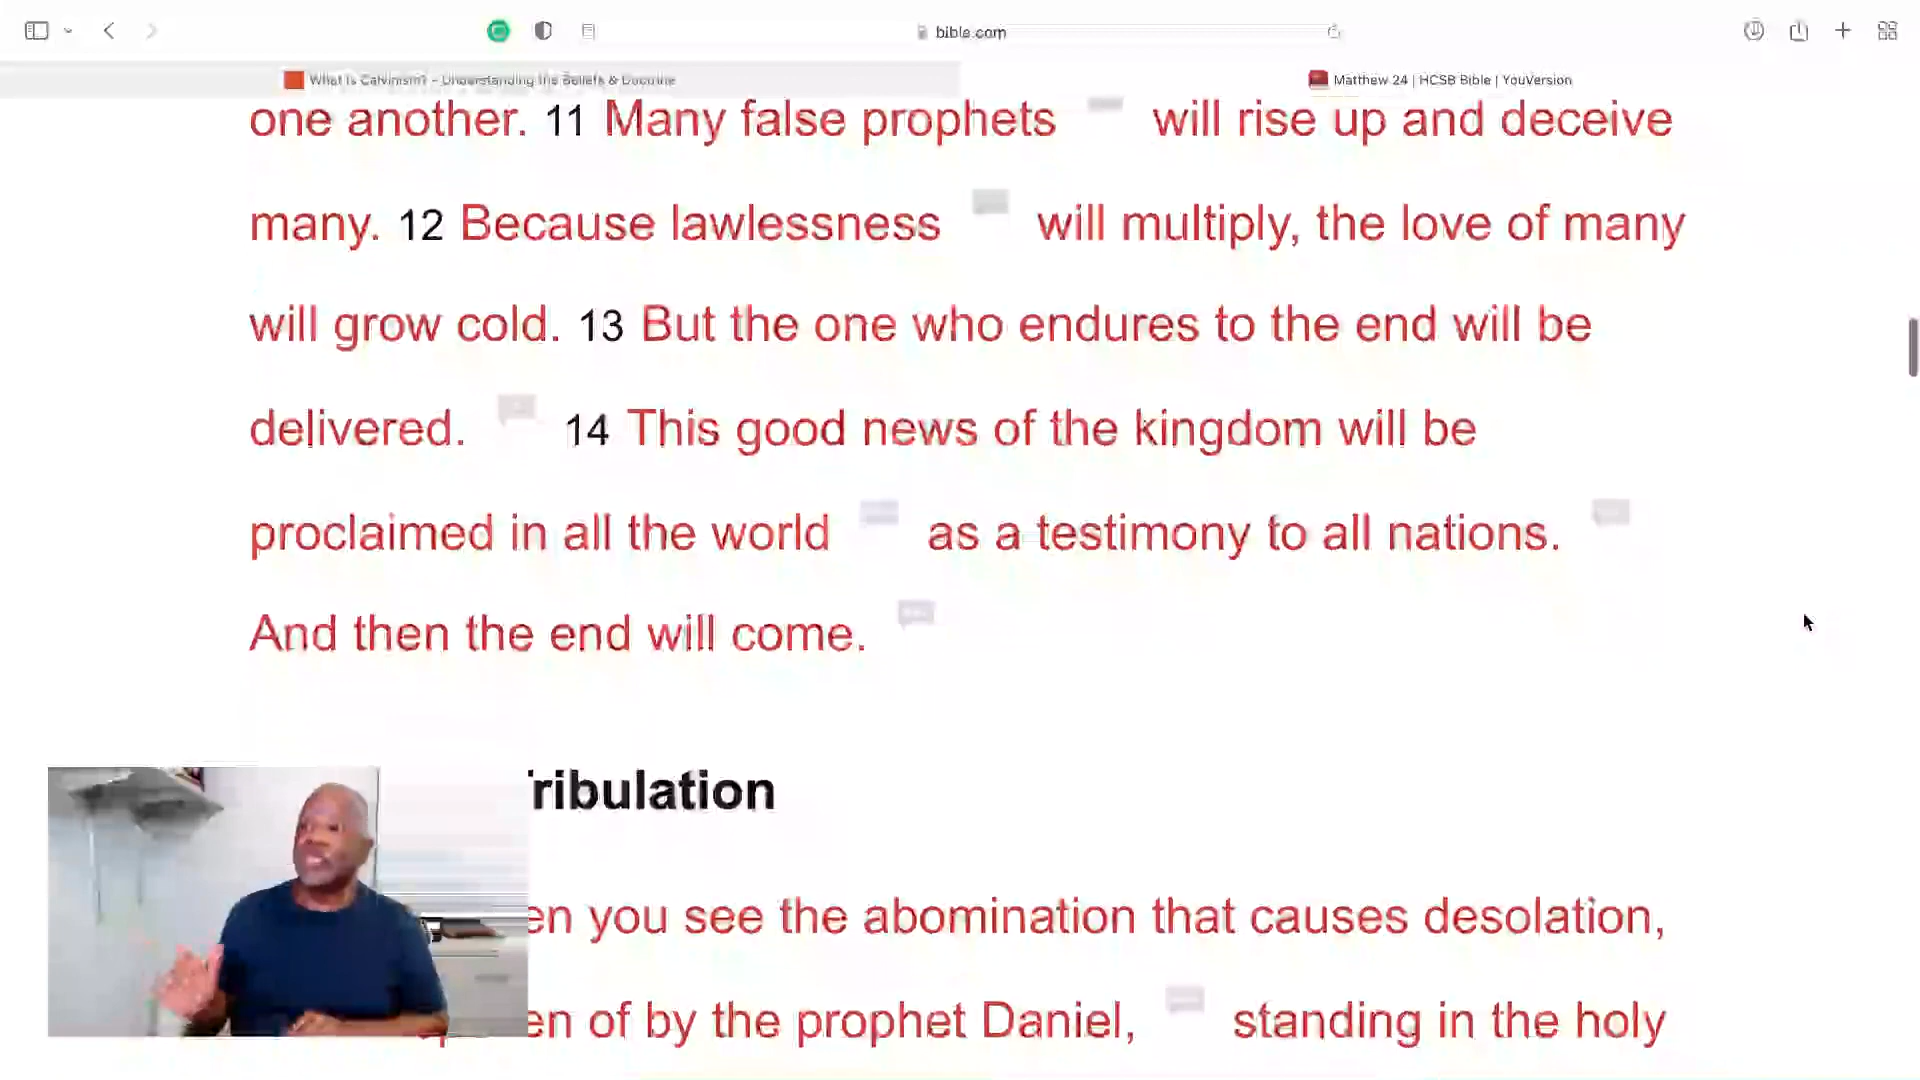 bible.com
What Is Calvinism? – Understanding the Beliefs & Doctrine
Matthew 24 | HCSB Bible | YouVersion
one another. 11 Many false prophets will rise up and deceive
many. 12 Because lawlessness will multiply, the love of many
will grow cold. 13 But the one who endures to the end will be
delivered. 14 This good news of the kingdom will be
proclaimed in all the world as a testimony to all nations.
And then the end will come.
ribulation
en you see the abomination that causes desolation,
en of by the prophet Daniel, standing in the holy